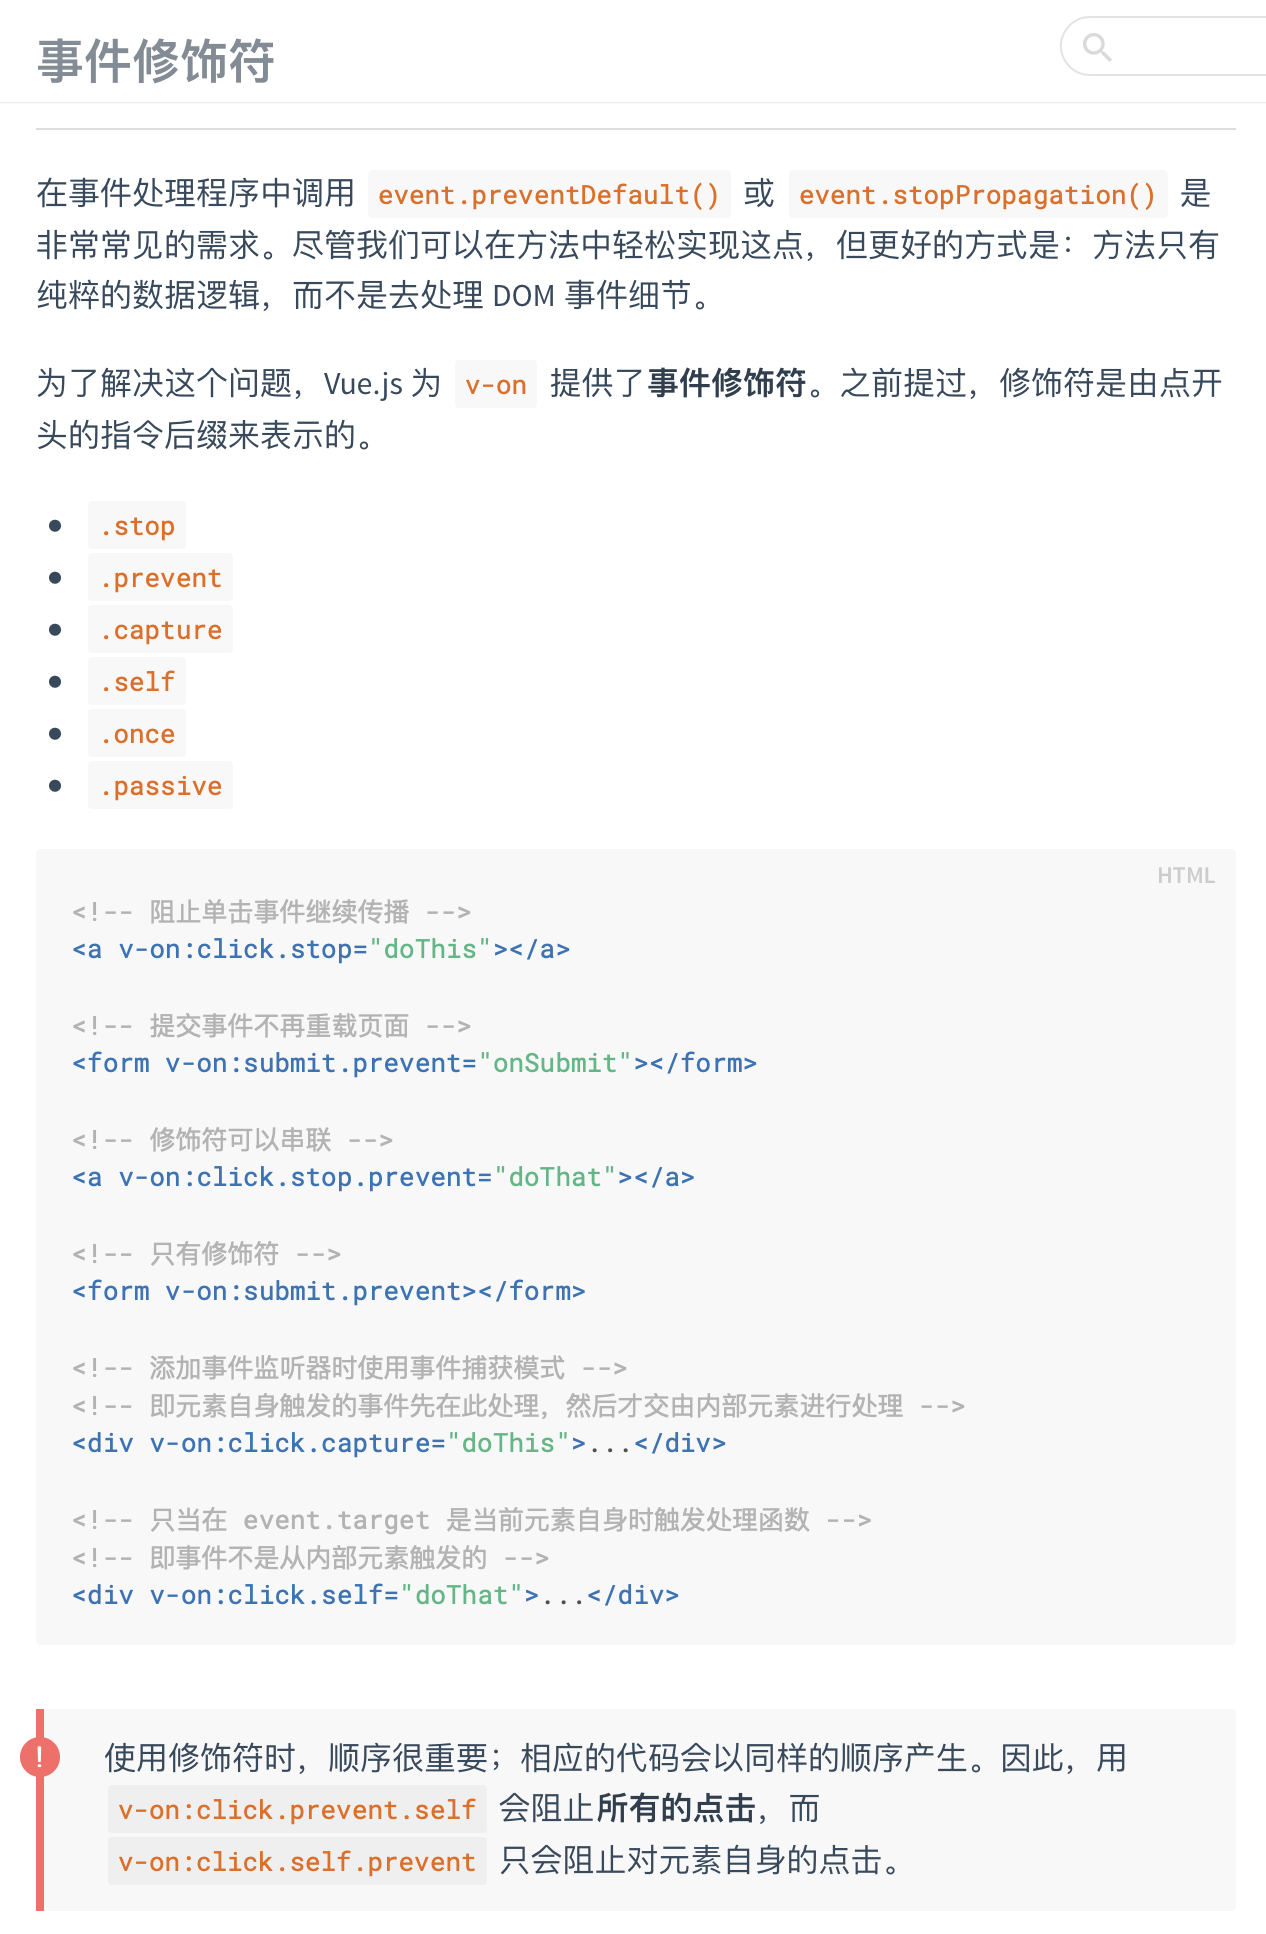 事件修饰符
在事件处理程序中调用 event.preventDefault() 或 event.stopPropagation() 是
非常常见的需求。尽管我们可以在方法中轻松实现这点，但更好的方式是：方法只有
纯粹的数据逻辑，而不是去处理 DOM 事件细节。
为了解决这个问题，Vue.js 为 v-on 提供了事件修饰符。之前提过，修饰符是由点开
头的指令后缀来表示的。
.stop
.prevent
.capture
.self
.once
.passive
HTML
<!-- 阻止单击事件继续传播 -->
<a v-on:click.stop="doThis"></a>
<!-- 提交事件不再重载页面 -->
<form v-on:submit.prevent="onSubmit"></form>
<!-- 修饰符可以串联 -->
<a v-on:click.stop.prevent="doThat"></a>
<!-- 只有修饰符 -->
<form v-on:submit.prevent></form>
<!-- 添加事件监听器时使用事件捕获模式 -->
<!-- 即元素自身触发的事件先在此处理，然后才交由内部元素进行处理 -->
<div v-on:click.capture="doThis">...</div>
<!-- 只当在 event.target 是当前元素自身时触发处理函数 -->
<!-- 即事件不是从内部元素触发的 -->
<div v-on:click.self="doThat">...</div>
使用修饰符时，顺序很重要；相应的代码会以同样的顺序产生。因此，用
v-on:click.prevent.self 会阻止所有的点击，而
v-on:click.self.prevent 只会阻止对元素自身的点击。